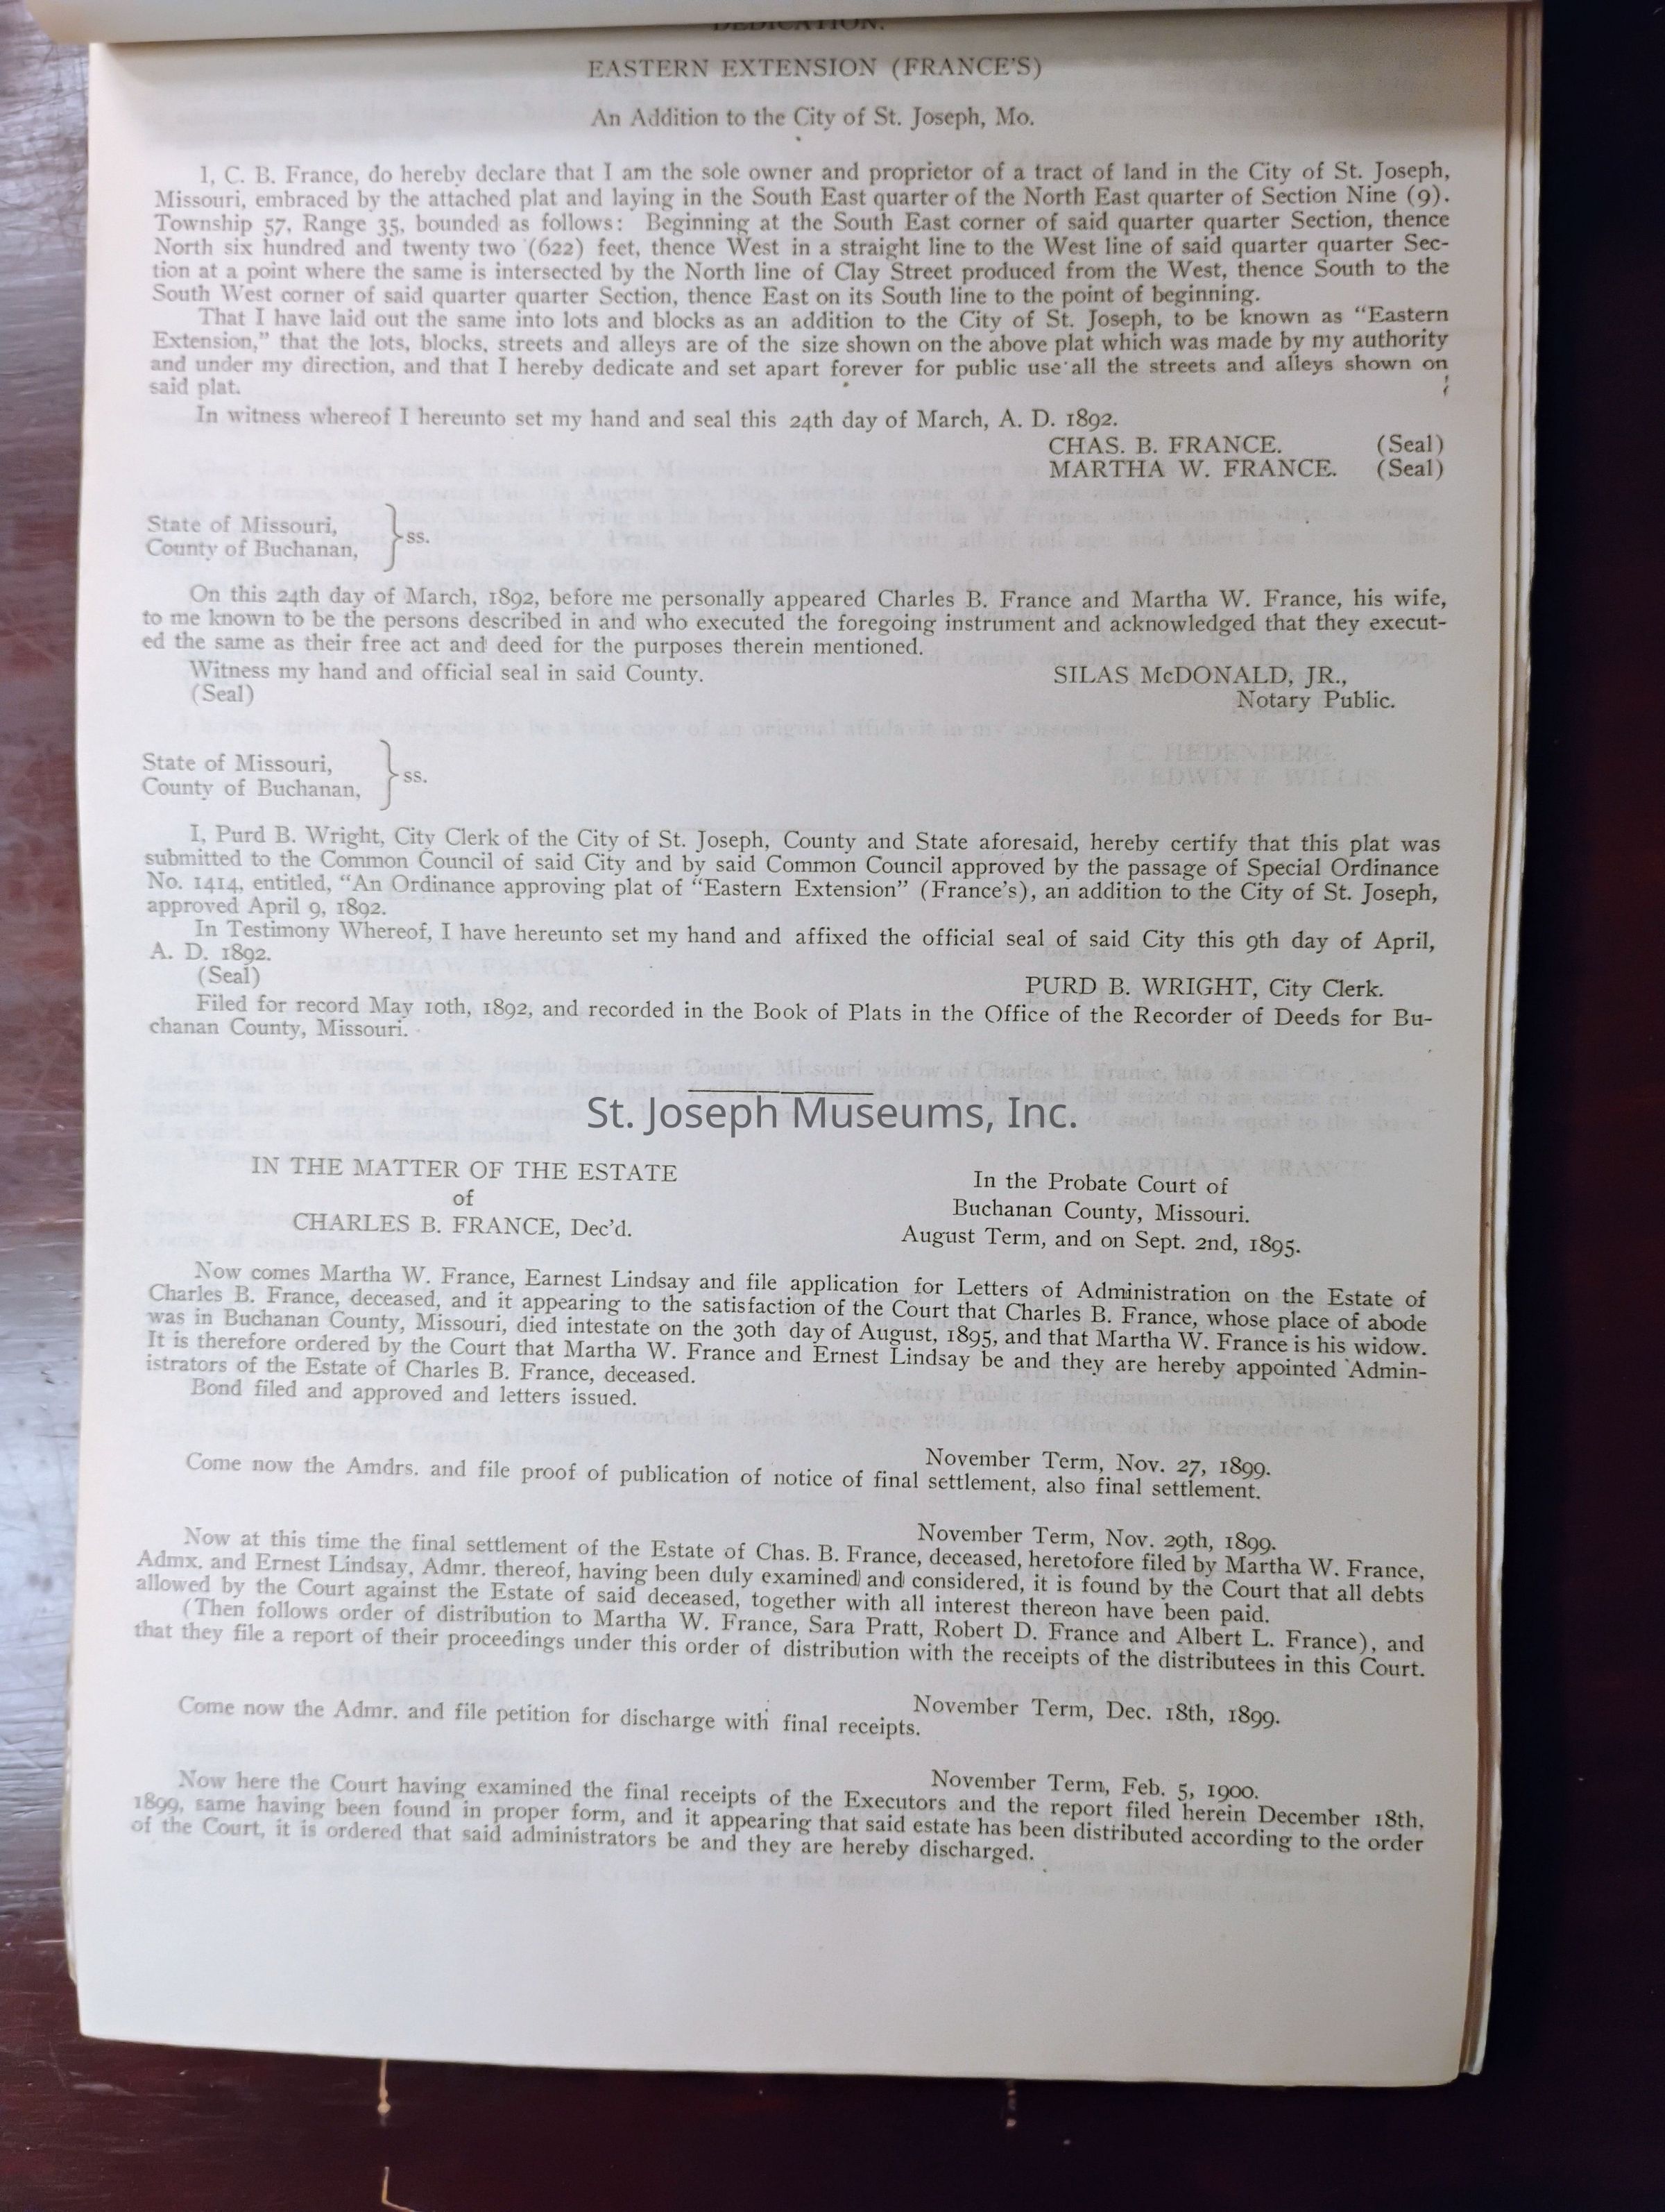 DEDICATION.
EASTERN EXTENSION (FRANCE'S)
An Addition to the City of St. Joseph, Mo.
I, C. B. France, do hereby declare that I am the sole owner and proprietor of a tract of land in the City of St. Joseph,
Missouri, embraced by the attached plat and laying in the South East quarter of the North East quarter of Section Nine (9).
Township 57, Range 35, bounded as follows: Beginning at the South East corner of said quarter quarter Section, thence
North six hundred and twenty two (622) feet, thence West in a straight line to the West line of said quarter quarter Sec-
tion at a point where the same is intersected by the North line of Clay Street produced from the West, thence South to the
South West corner of said quarter quarter Section, thence East on its South line to the point of beginning.
That I have laid out the same into lots and blocks as an addition to the City of St. Joseph, to be known as "Eastern
Extension," that the lots, blocks, streets and alleys are of the size shown on the above plat which was made by my authority
and under my direction, and that I hereby dedicate and set apart forever for public use all the streets and alleys shown on
said plat.
In witness whereof I hereunto set my hand and seal this 24th day of March, A. D. 1892.
CHAS. B. FRANCE. (Seal)
MARTHA W. FRANCE. (Seal)
State of Missouri,
County of Buchanan, } ss.
On this 24th day of March, 1892, before me personally appeared Charles B. France and Martha W. France, his wife,
to me known to be the persons described in and who executed the foregoing instrument and acknowledged that they execut-
ed the same as their free act and deed for the purposes therein mentioned.
Witness my hand and official seal in said County. SILAS McDONALD, JR.,
(Seal) Notary Public.
State of Missouri,
County of Buchanan, } ss.
I, Purd B. Wright, City Clerk of the City of St. Joseph, County and State aforesaid, hereby certify that this plat was
submitted to the Common Council of said City and by said Common Council approved by the passage of Special Ordinance
No. 1414, entitled, "An Ordinance approving plat of "Eastern Extension" (France's), an addition to the City of St. Joseph,
approved April 9, 1892.
In Testimony Whereof, I have hereunto set my hand and affixed the official seal of said City this 9th day of April,
A. D. 1892.
(Seal)
PURD B. WRIGHT, City Clerk.
Filed for record May 10th, 1892, and recorded in the Book of Plats in the Office of the Recorder of Deeds for Bu-
chanan County, Missouri.
St. Joseph Museums, Inc.
IN THE MATTER OF THE ESTATE
of
CHARLES B. FRANCE, Dec'd.
In the Probate Court of
Buchanan County, Missouri.
August Term, and on Sept. 2nd, 1895.
Now comes Martha W. France, Earnest Lindsay and file application for Letters of Administration on the Estate of
Charles B. France, deceased, and it appearing to the satisfaction of the Court that Charles B. France, whose place of abode
was in Buchanan County, Missouri, died intestate on the 30th day of August, 1895, and that Martha W. France is his widow.
It is therefore ordered by the Court that Martha W. France and Ernest Lindsay be and they are hereby appointed Admin-
istrators of the Estate of Charles B. France, deceased.
Bond filed and approved and letters issued.
November Term, Nov. 27, 1899.
Come now the Amdrs. and file proof of publication of notice of final settlement, also final settlement.
November Term, Nov. 29th, 1899.
Now at this time the final settlement of the Estate of Chas. B. France, deceased, heretofore filed by Martha W. France,
Admx. and Ernest Lindsay, Admr. thereof, having been duly examined and considered, it is found by the Court that all debts
allowed by the Court against the Estate of said deceased, together with all interest thereon have been paid.
(Then follows order of distribution to Martha W. France, Sara Pratt, Robert D. France and Albert L. France), and
that they file a report of their proceedings under this order of distribution with the receipts of the distributees in this Court.
November Term, Dec. 18th, 1899.
Come now the Admr. and file petition for discharge with final receipts.
November Term, Feb. 5, 1900.
Now here the Court having examined the final receipts of the Executors and the report filed herein December 18th,
1899, same having been found in proper form, and it appearing that said estate has been distributed according to the order
of the Court, it is ordered that said administrators be and they are hereby discharged.